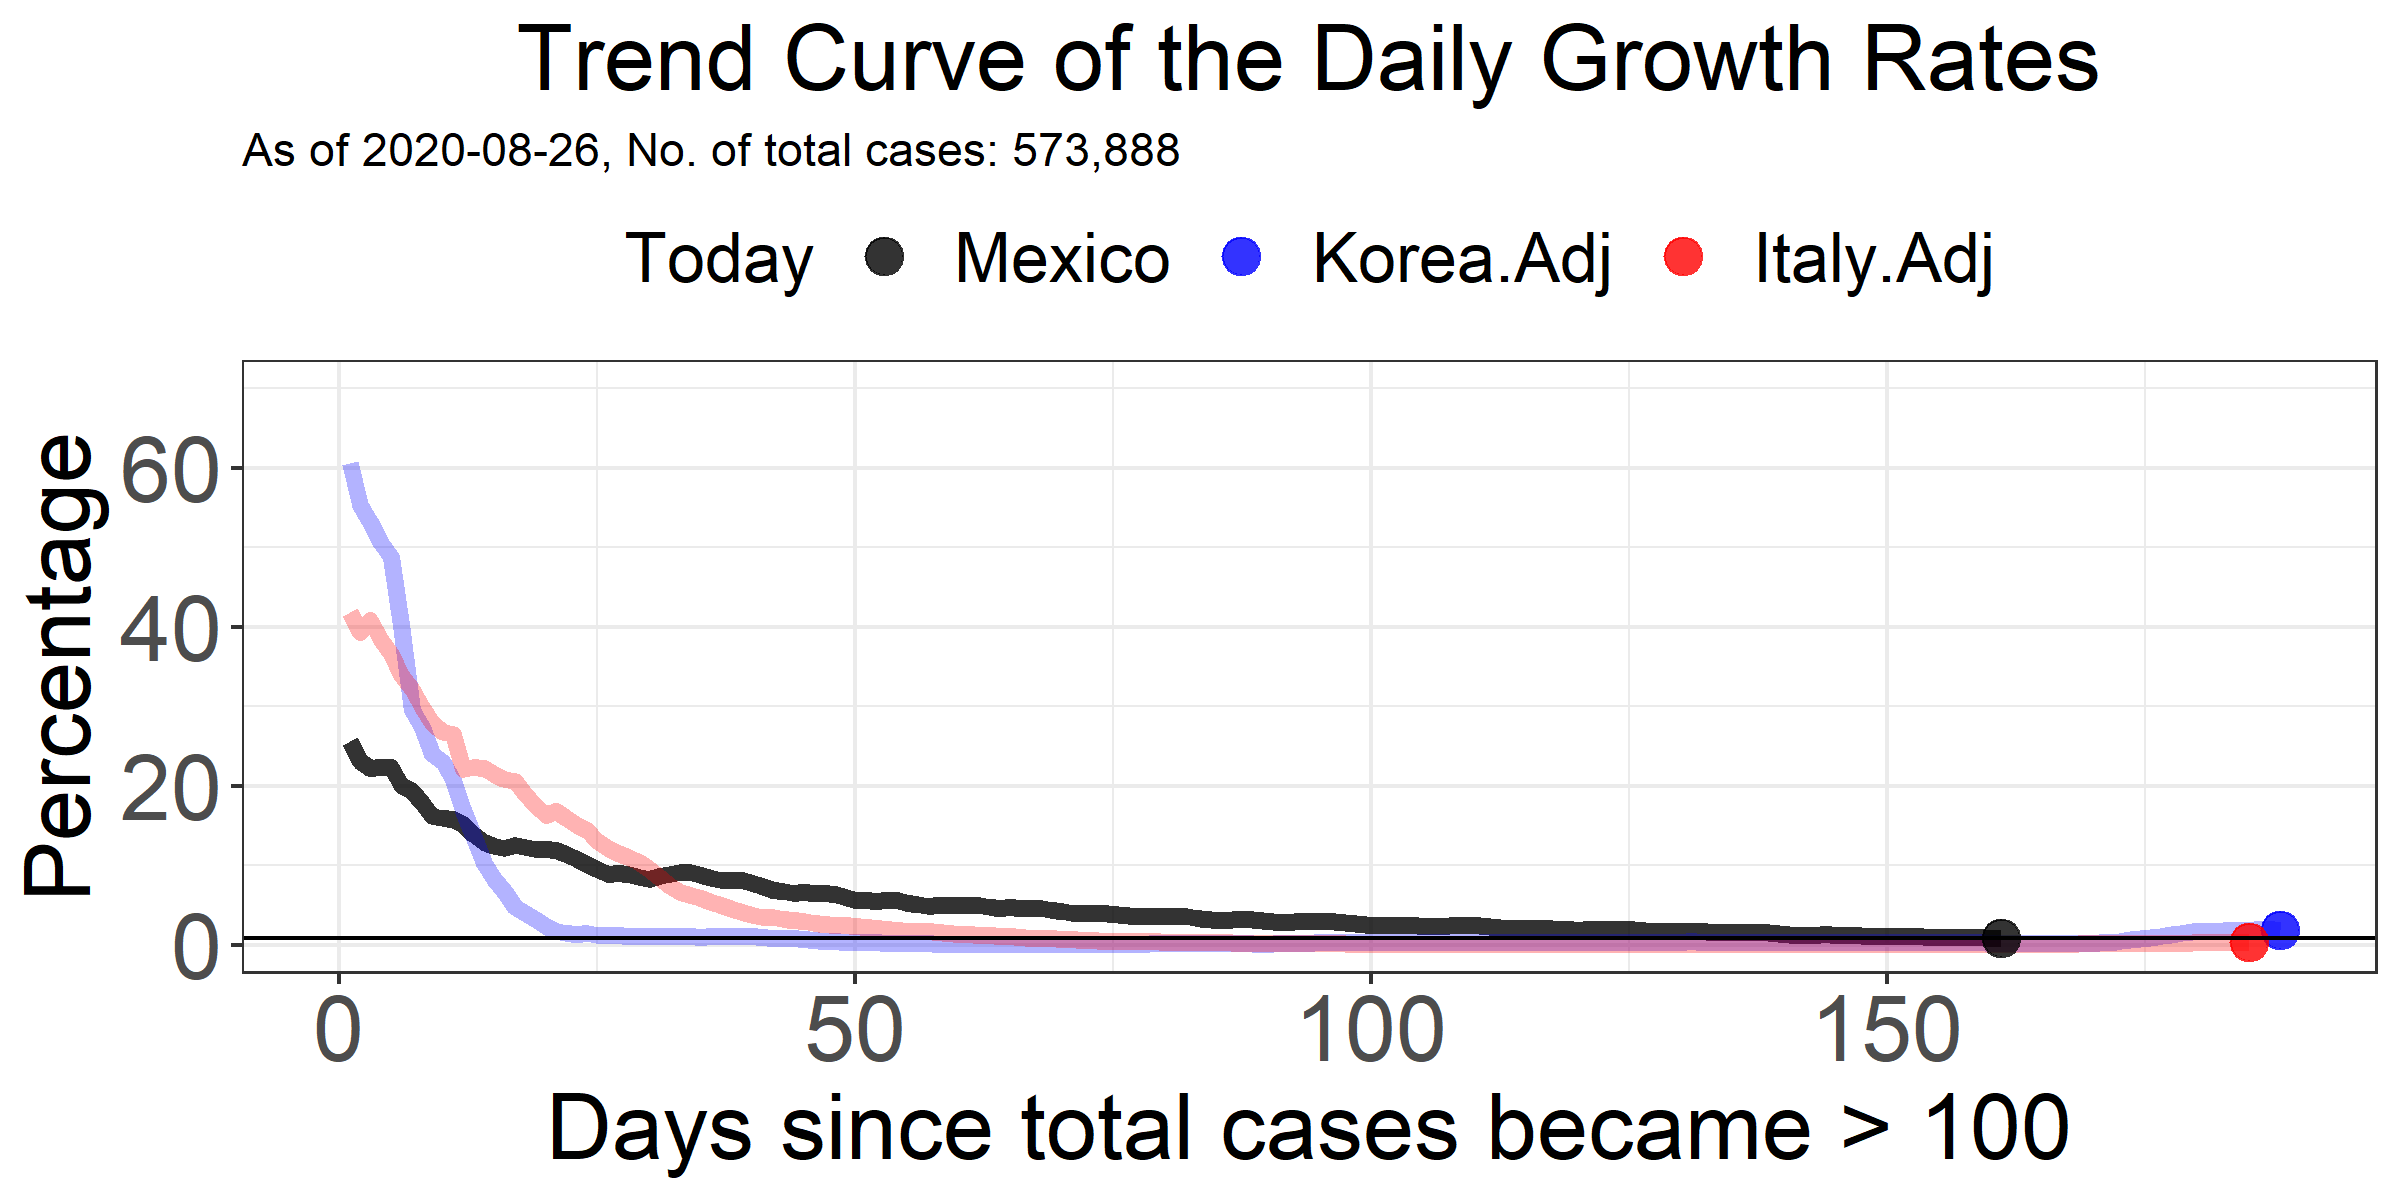 Trend Curve of the Daily Growth Rates
As of 2020-08-26, No. of total cases: 573,888
Today Mexico Korea.Adj Italy.Adj
Percentage
60
40
20
0
0 50 100 150
Days since total cases became > 100